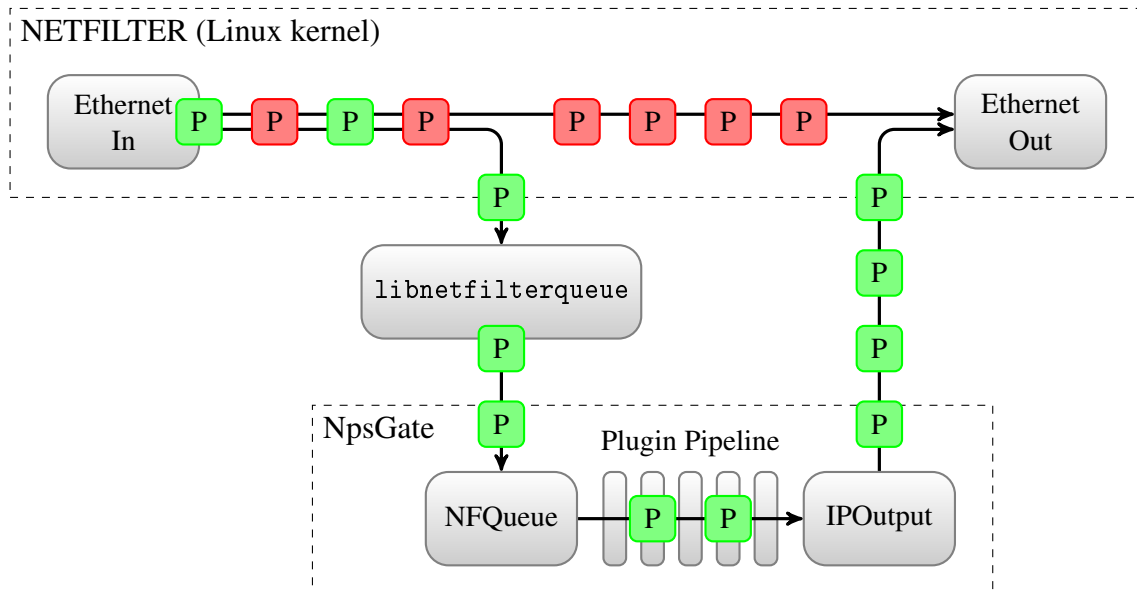 NETFILTER (Linux kernel)
Ethernet
In
P P P P P P P P
Ethernet
Out
P P
P
libnetfilterqueue
P P
P P
NpsGate
Plugin Pipeline
NFQueue
P P
IPOutput